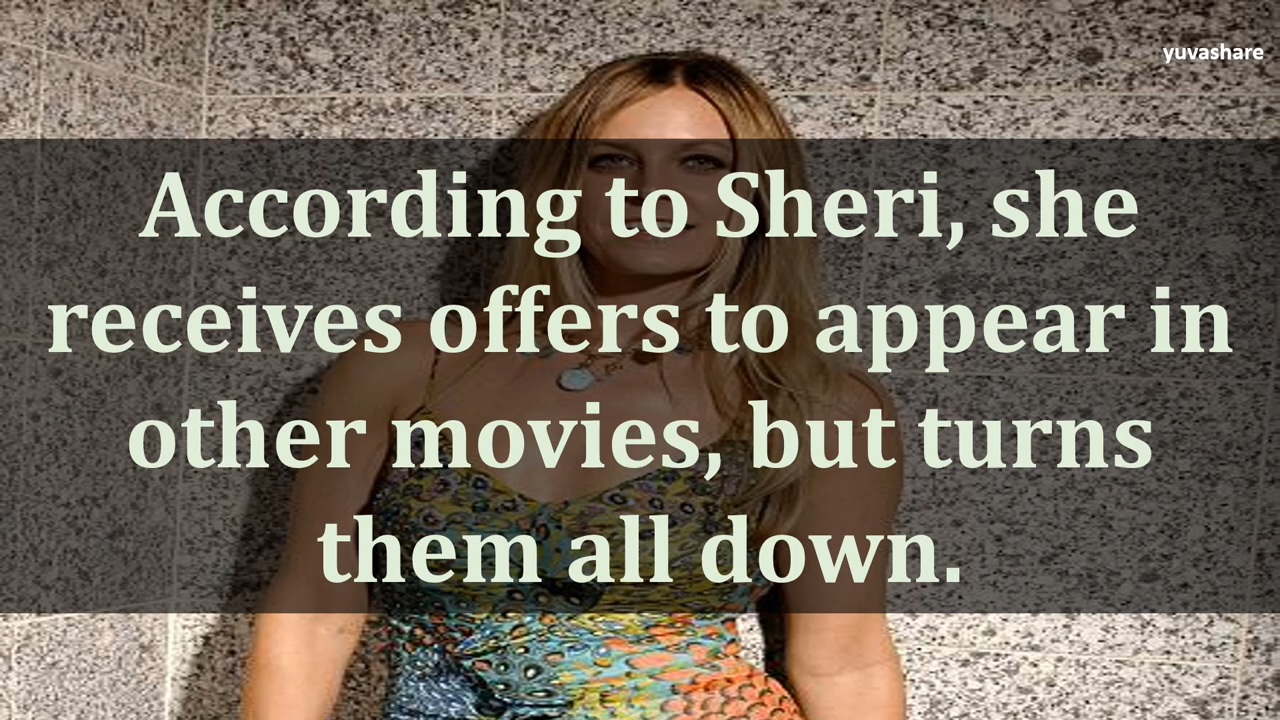 yuvashare
According to Sheri, she
receives offers to appear in
other movies, but turns
them all down.